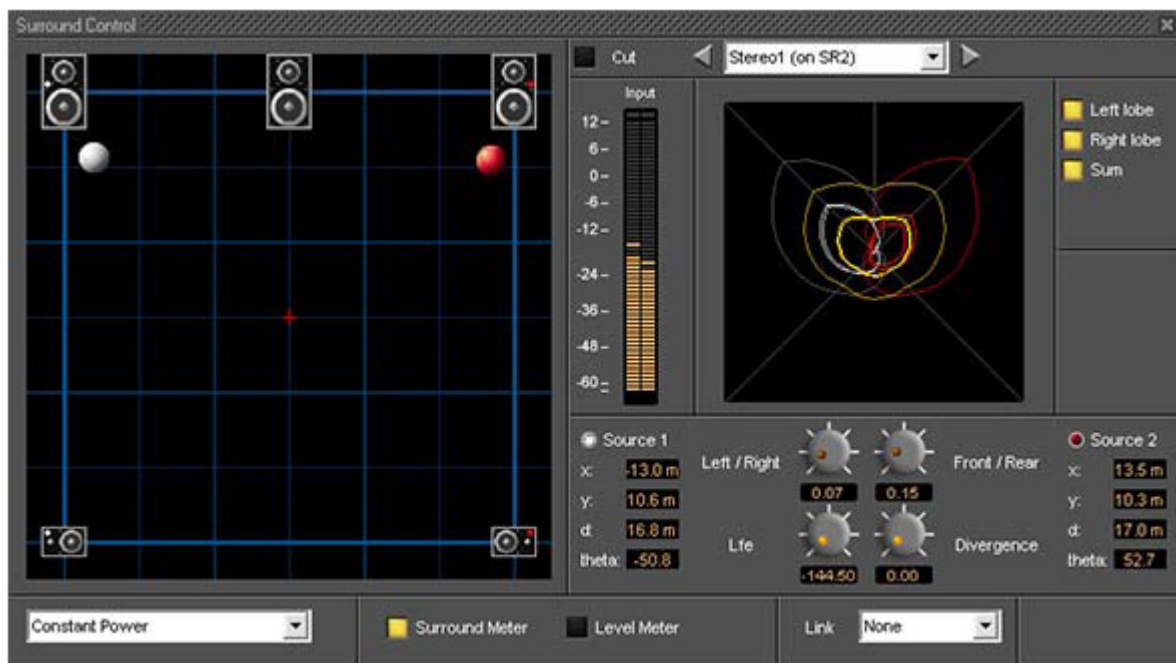 Surround Control
Cut
Stereo1 (on SR2)
Input
12
6
0
-6
-12
-24
-36
-48
-60
Left lobe
Right lobe
Sum
Source 1
x: -13.0 m
y: 10.6 m
d: 16.8 m
theta: -50.8
Left / Right
0.07
0.15
Front / Rear
Lfe
-144.50
0.00
Divergence
Source 2
x: 13.5 m
y: 10.3 m
d: 17.0 m
theta: 52.7
Constant Power
Surround Meter
Level Meter
Link
None